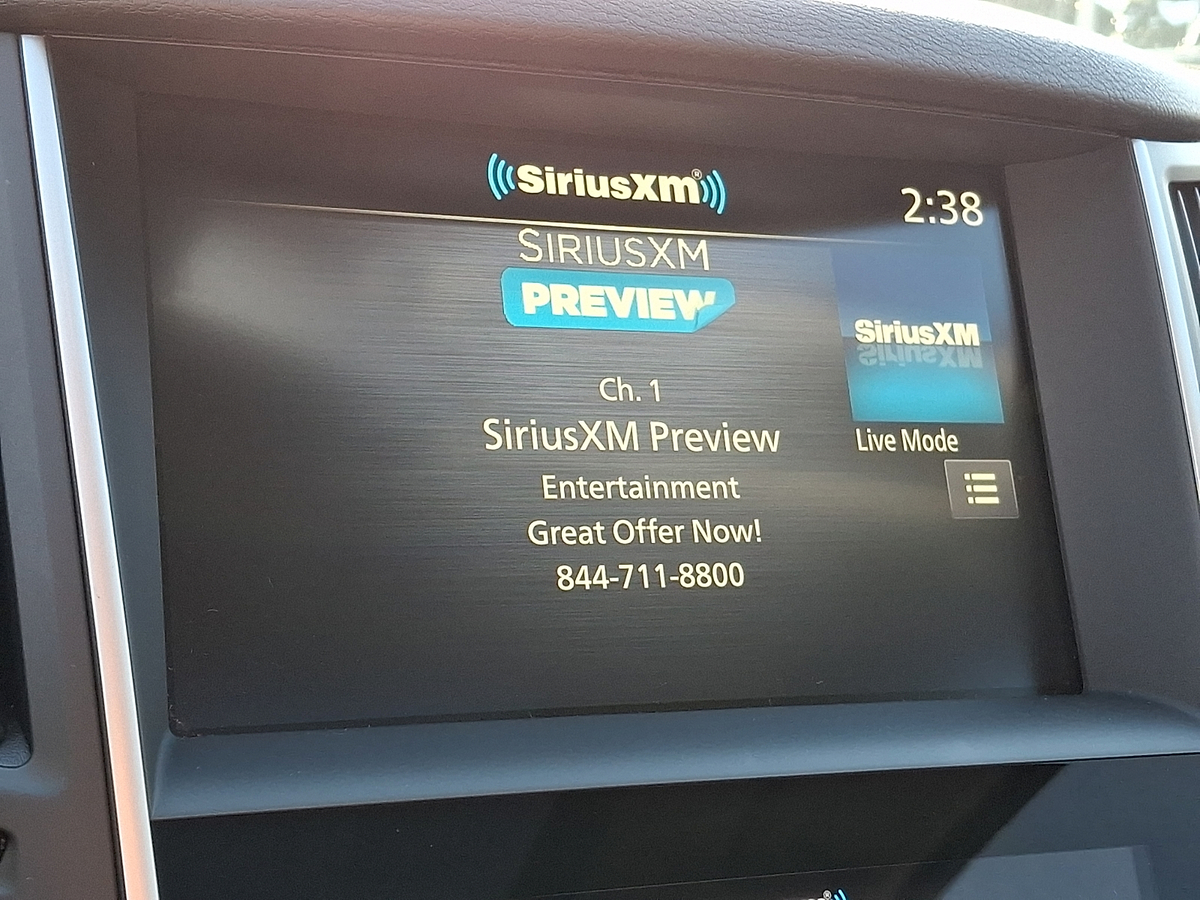 SiriusXM®
2:38
SIRIUSXM
PREVIEW
SiriusXM
Ch. 1
SiriusXM Preview
Live Mode
Entertainment
Great Offer Now!
844-711-8800